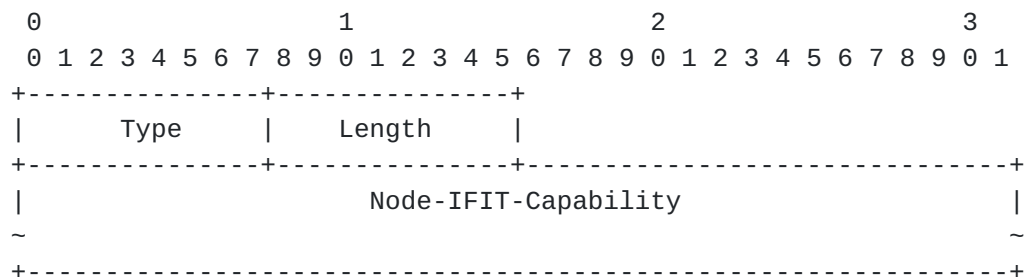 0                   1                   2                   3
 0 1 2 3 4 5 6 7 8 9 0 1 2 3 4 5 6 7 8 9 0 1 2 3 4 5 6 7 8 9 0 1
+---------------+---------------+
|      Type     |    Length     |
+---------------+---------------+-------------------------------+
|                      Node-IFIT-Capability                     |
~                                                               ~
+---------------------------------------------------------------+